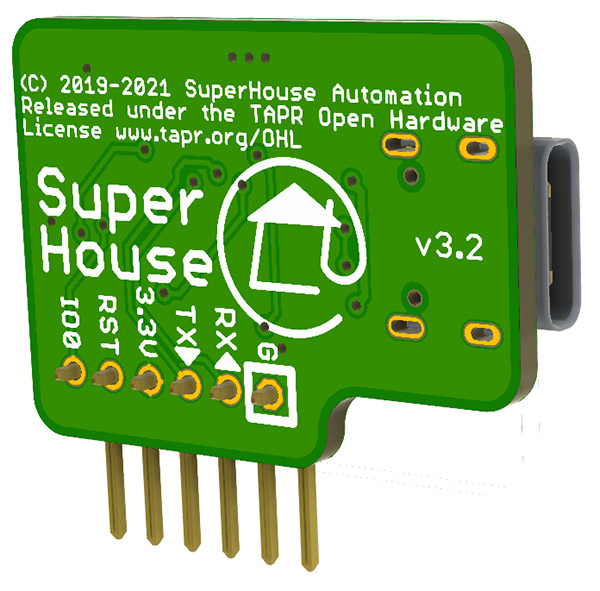 (C) 2019-2021 SuperHouse Automation
Released under the TAPR Open Hardware
License www.tapr.org/OHL
Super
House
v3.2
IO0
RST
3.3V
TX
RX
G